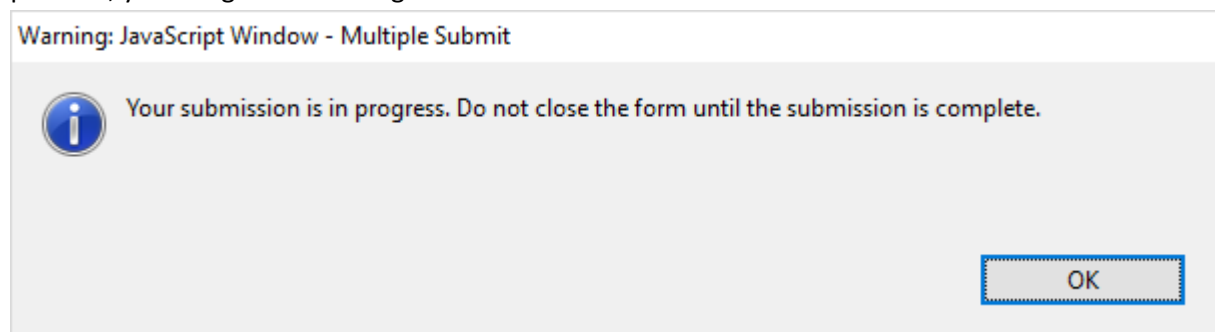 Warning: JavaScript Window - Multiple Submit
Your submission is in progress. Do not close the form until the submission is complete.
OK